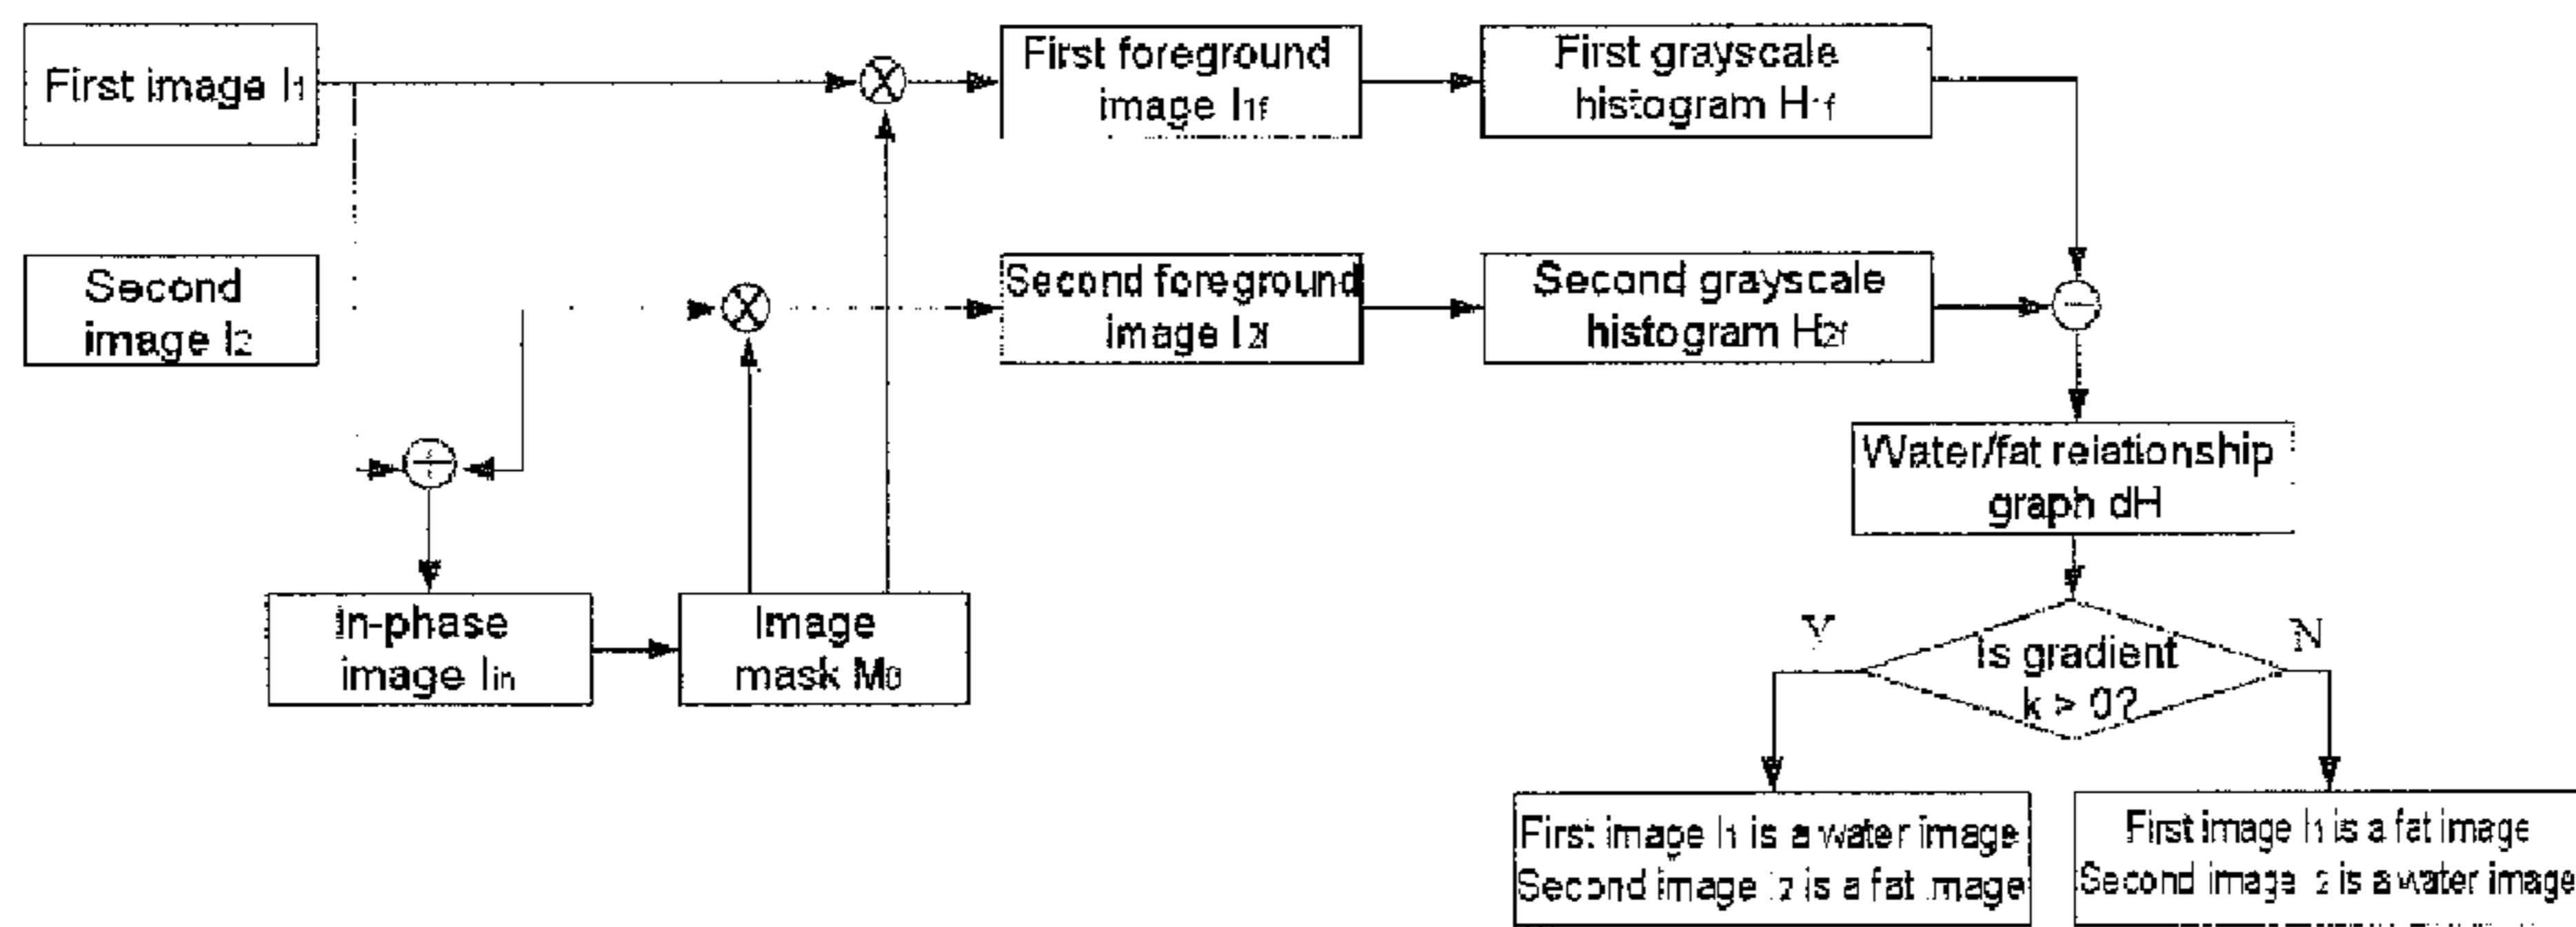 First image I1
First foreground
image I1f
First grayscale
histogram H1f
Second
image I2
Second foreground
image I2f
Second grayscale
histogram H2f
Water/fat relationship
graph dH
In-phase
image Iin
Image
mask M0
Y
Is gradient
k > 0?
N
First image I1 is a water image
Second image I2 is a fat image
First image I1 is a fat image
Second image I2 is a water image